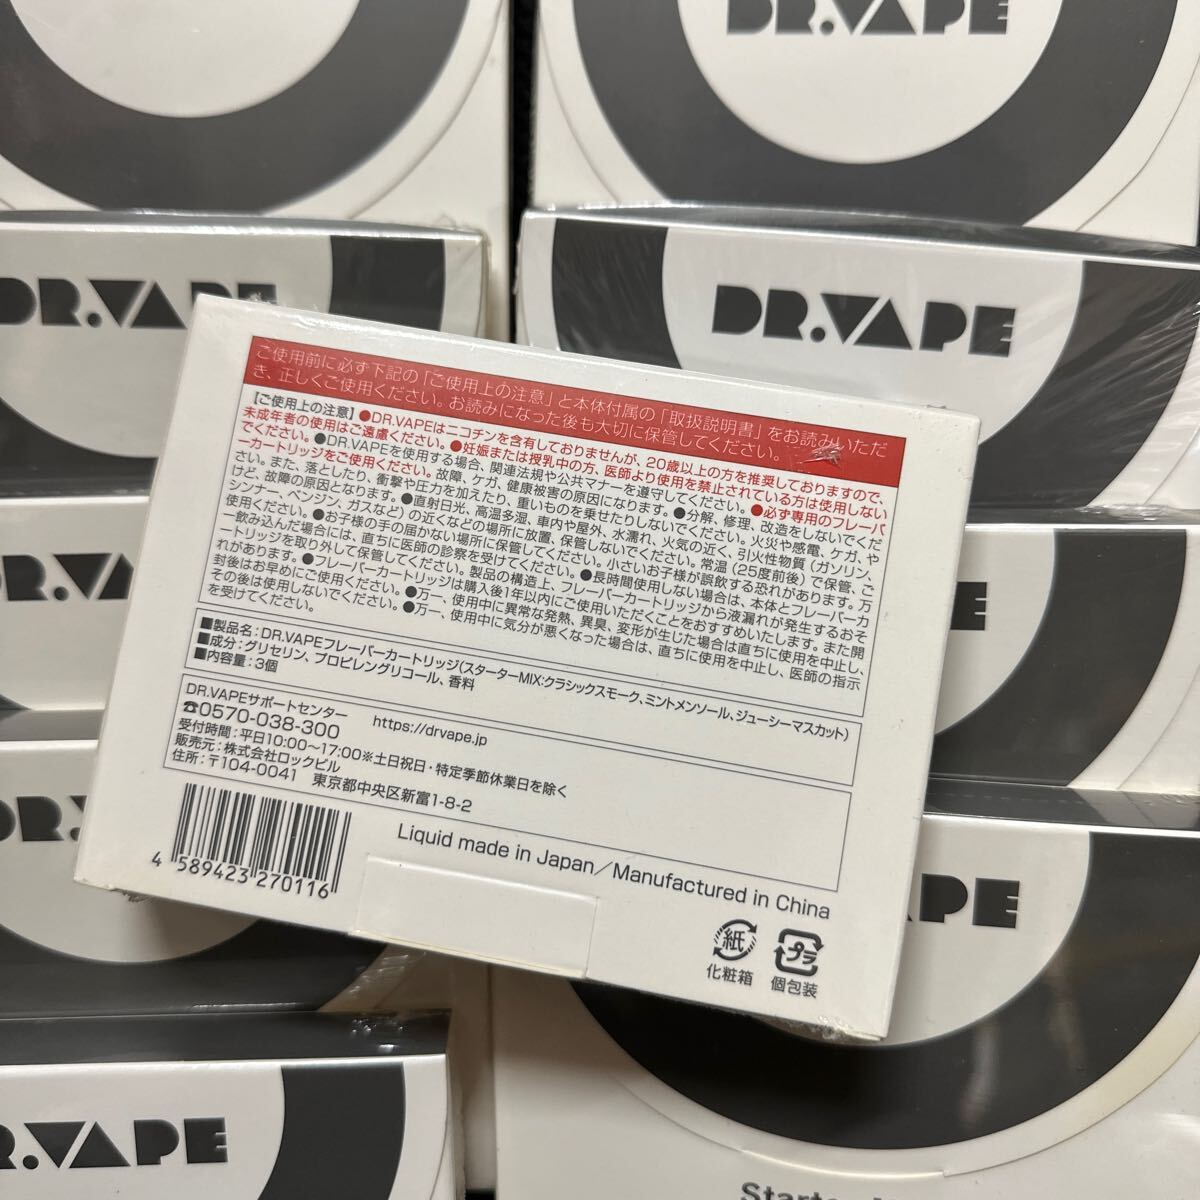 DR.VAPE
DR.VAPE
DR.VAPE
ご使用前に必ず下記の「ご使用上の注意」と本体付属の「取扱説明書」をお読みいただ
き、正しくご使用ください。お読みになった後も大切に保管してください。
【ご使用上の注意】●DR.VAPEはニコチンを含有しておりませんが、20歳以上の方を推奨しておりますので、
未成年者の使用はご遠慮ください。●妊娠または授乳中の方、医師より使用を禁止されている方は使用しない
でください。●DR.VAPEを使用する場合、関連法規や公共マナーを遵守してください。●必ず専用のフレーバ
ーカートリッジをご使用ください。故障、ケガ、健康被害の原因になります。●分解、修理、改造をしないでくだ
さい。また、落としたり、衝撃や圧力を加えたり、重いものを乗せたりしないでください。火災や感電、ケガ、や
けど、故障の原因となります。●直射日光、高温多湿、車内や屋外、水濡れ、火気の近く、引火性物質（ガソリン、
シンナー、ベンジン、ガスなど）の近くなどの場所に放置、保管しないでください。常温（25度前後）で保管、ご
使用ください。●お子様の手の届かない場所に保管してください。小さいお子様が誤飲する恐れがあります。万
一飲み込んだ場合には、直ちに医師の診察を受けてください。●長時間使用しない場合は、本体とフレーバーカ
ートリッジを取り外して保管してください。製品の構造上、フレーバーカートリッジから液漏れが発生するおそ
れがあります。●フレーバーカートリッジは購入後1年以内にご使用いただくことをおすすめいたします。また開
封後はお早めにご使用ください。●万一、使用中に異常な発熱、異臭、変形が生じた場合は直ちに使用を中止し、
その後は使用しないでください。●万一、使用中に気分が悪くなった場合は、直ちに使用を中止し、医師の指示
を受けてください。
■製品名：DR.VAPEフレーバーカートリッジ（スターターMIX：クラシックスモーク、ミントメンソール、ジューシーマスカット）
■成分：グリセリン、プロピレングリコール、香料
■内容量：3個
DR.VAPEサポートセンター
☎0570-038-300 https://drvape.jp
受付時間：平日10:00〜17:00※土日祝日・特定季節休業日を除く
販売元：株式会社ロックビル
住所：〒104-0041 東京都中央区新富1-8-2
Liquid made in Japan／Manufactured in China
4 589423 270116
紙
化粧箱
プラ
個包装
DR.V
E
DR.V
APE
R.VAPE